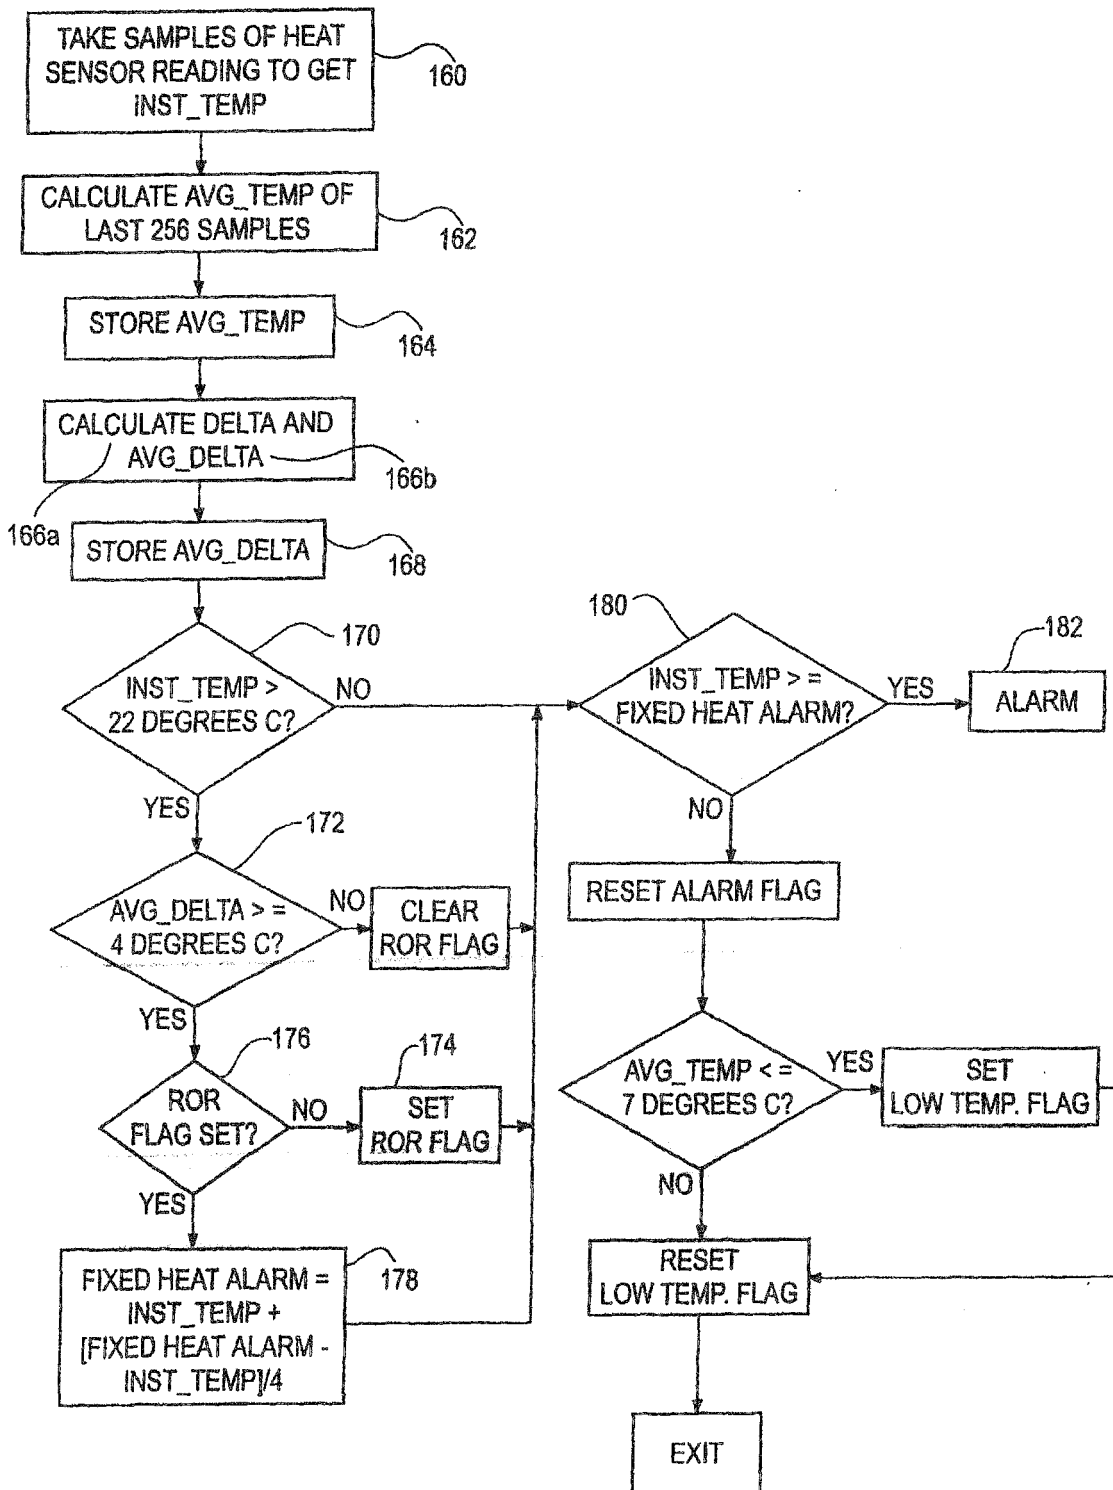 TAKE SAMPLES OF HEAT
SENSOR READING TO GET
INST_TEMP
160
CALCULATE AVG_TEMP OF
LAST 256 SAMPLES
162
STORE AVG_TEMP
164
CALCULATE DELTA AND
AVG_DELTA
166b
166a
STORE AVG_DELTA
168
170
INST_TEMP >
22 DEGREES C?
NO
YES
172
AVG_DELTA > =
4 DEGREES C?
NO
CLEAR
ROR FLAG
YES
176
ROR
FLAG SET?
NO
174
SET
ROR FLAG
YES
FIXED HEAT ALARM =
INST_TEMP +
[FIXED HEAT ALARM -
INST_TEMP]/4
178
180
INST_TEMP > =
FIXED HEAT ALARM?
YES
182
ALARM
NO
RESET ALARM FLAG
AVG_TEMP < =
7 DEGREES C?
YES
SET
LOW TEMP. FLAG
NO
RESET
LOW TEMP. FLAG
EXIT